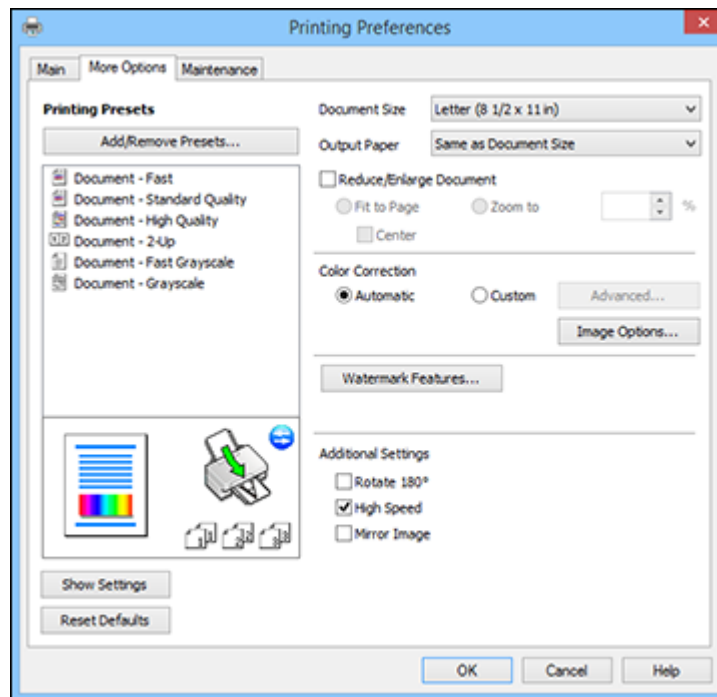 Printing Preferences
Main More Options Maintenance
Printing Presets
Add/Remove Presets...
Document - Fast
Document - Standard Quality
Document - High Quality
Document - 2-Up
Document - Fast Grayscale
Document - Grayscale
Show Settings
Reset Defaults
Document Size Letter (8 1/2 x 11 in)
Output Paper Same as Document Size
Reduce/Enlarge Document
Fit to Page Zoom to %
Center
Color Correction
Automatic Custom Advanced...
Image Options...
Watermark Features...
Additional Settings
Rotate 180°
High Speed
Mirror Image
OK Cancel Help